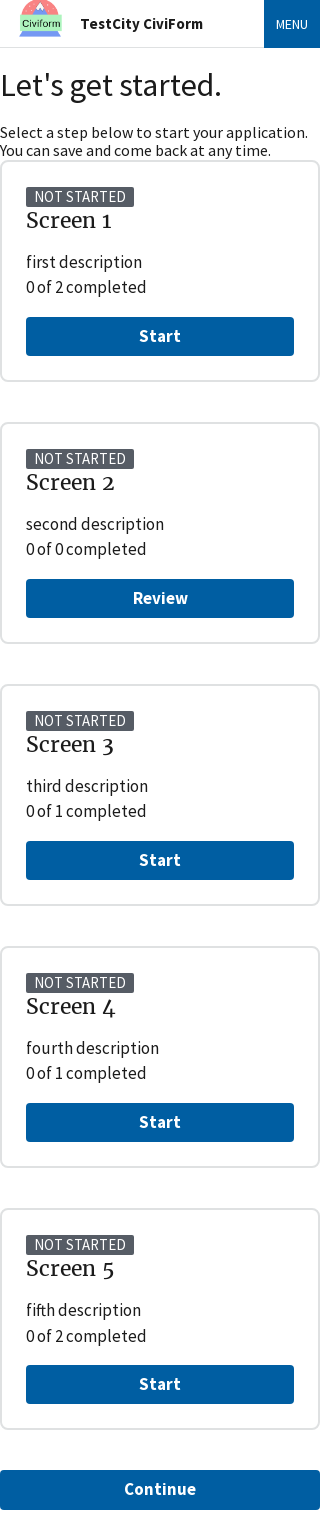 Civiform
TestCity CiviForm
MENU
Let's get started.
Select a step below to start your application.
You can save and come back at any time.
NOT STARTED
Screen 1
first description
0 of 2 completed
Start
NOT STARTED
Screen 2
second description
0 of 0 completed
Review
NOT STARTED
Screen 3
third description
0 of 1 completed
Start
NOT STARTED
Screen 4
fourth description
0 of 1 completed
Start
NOT STARTED
Screen 5
fifth description
0 of 2 completed
Start
Continue